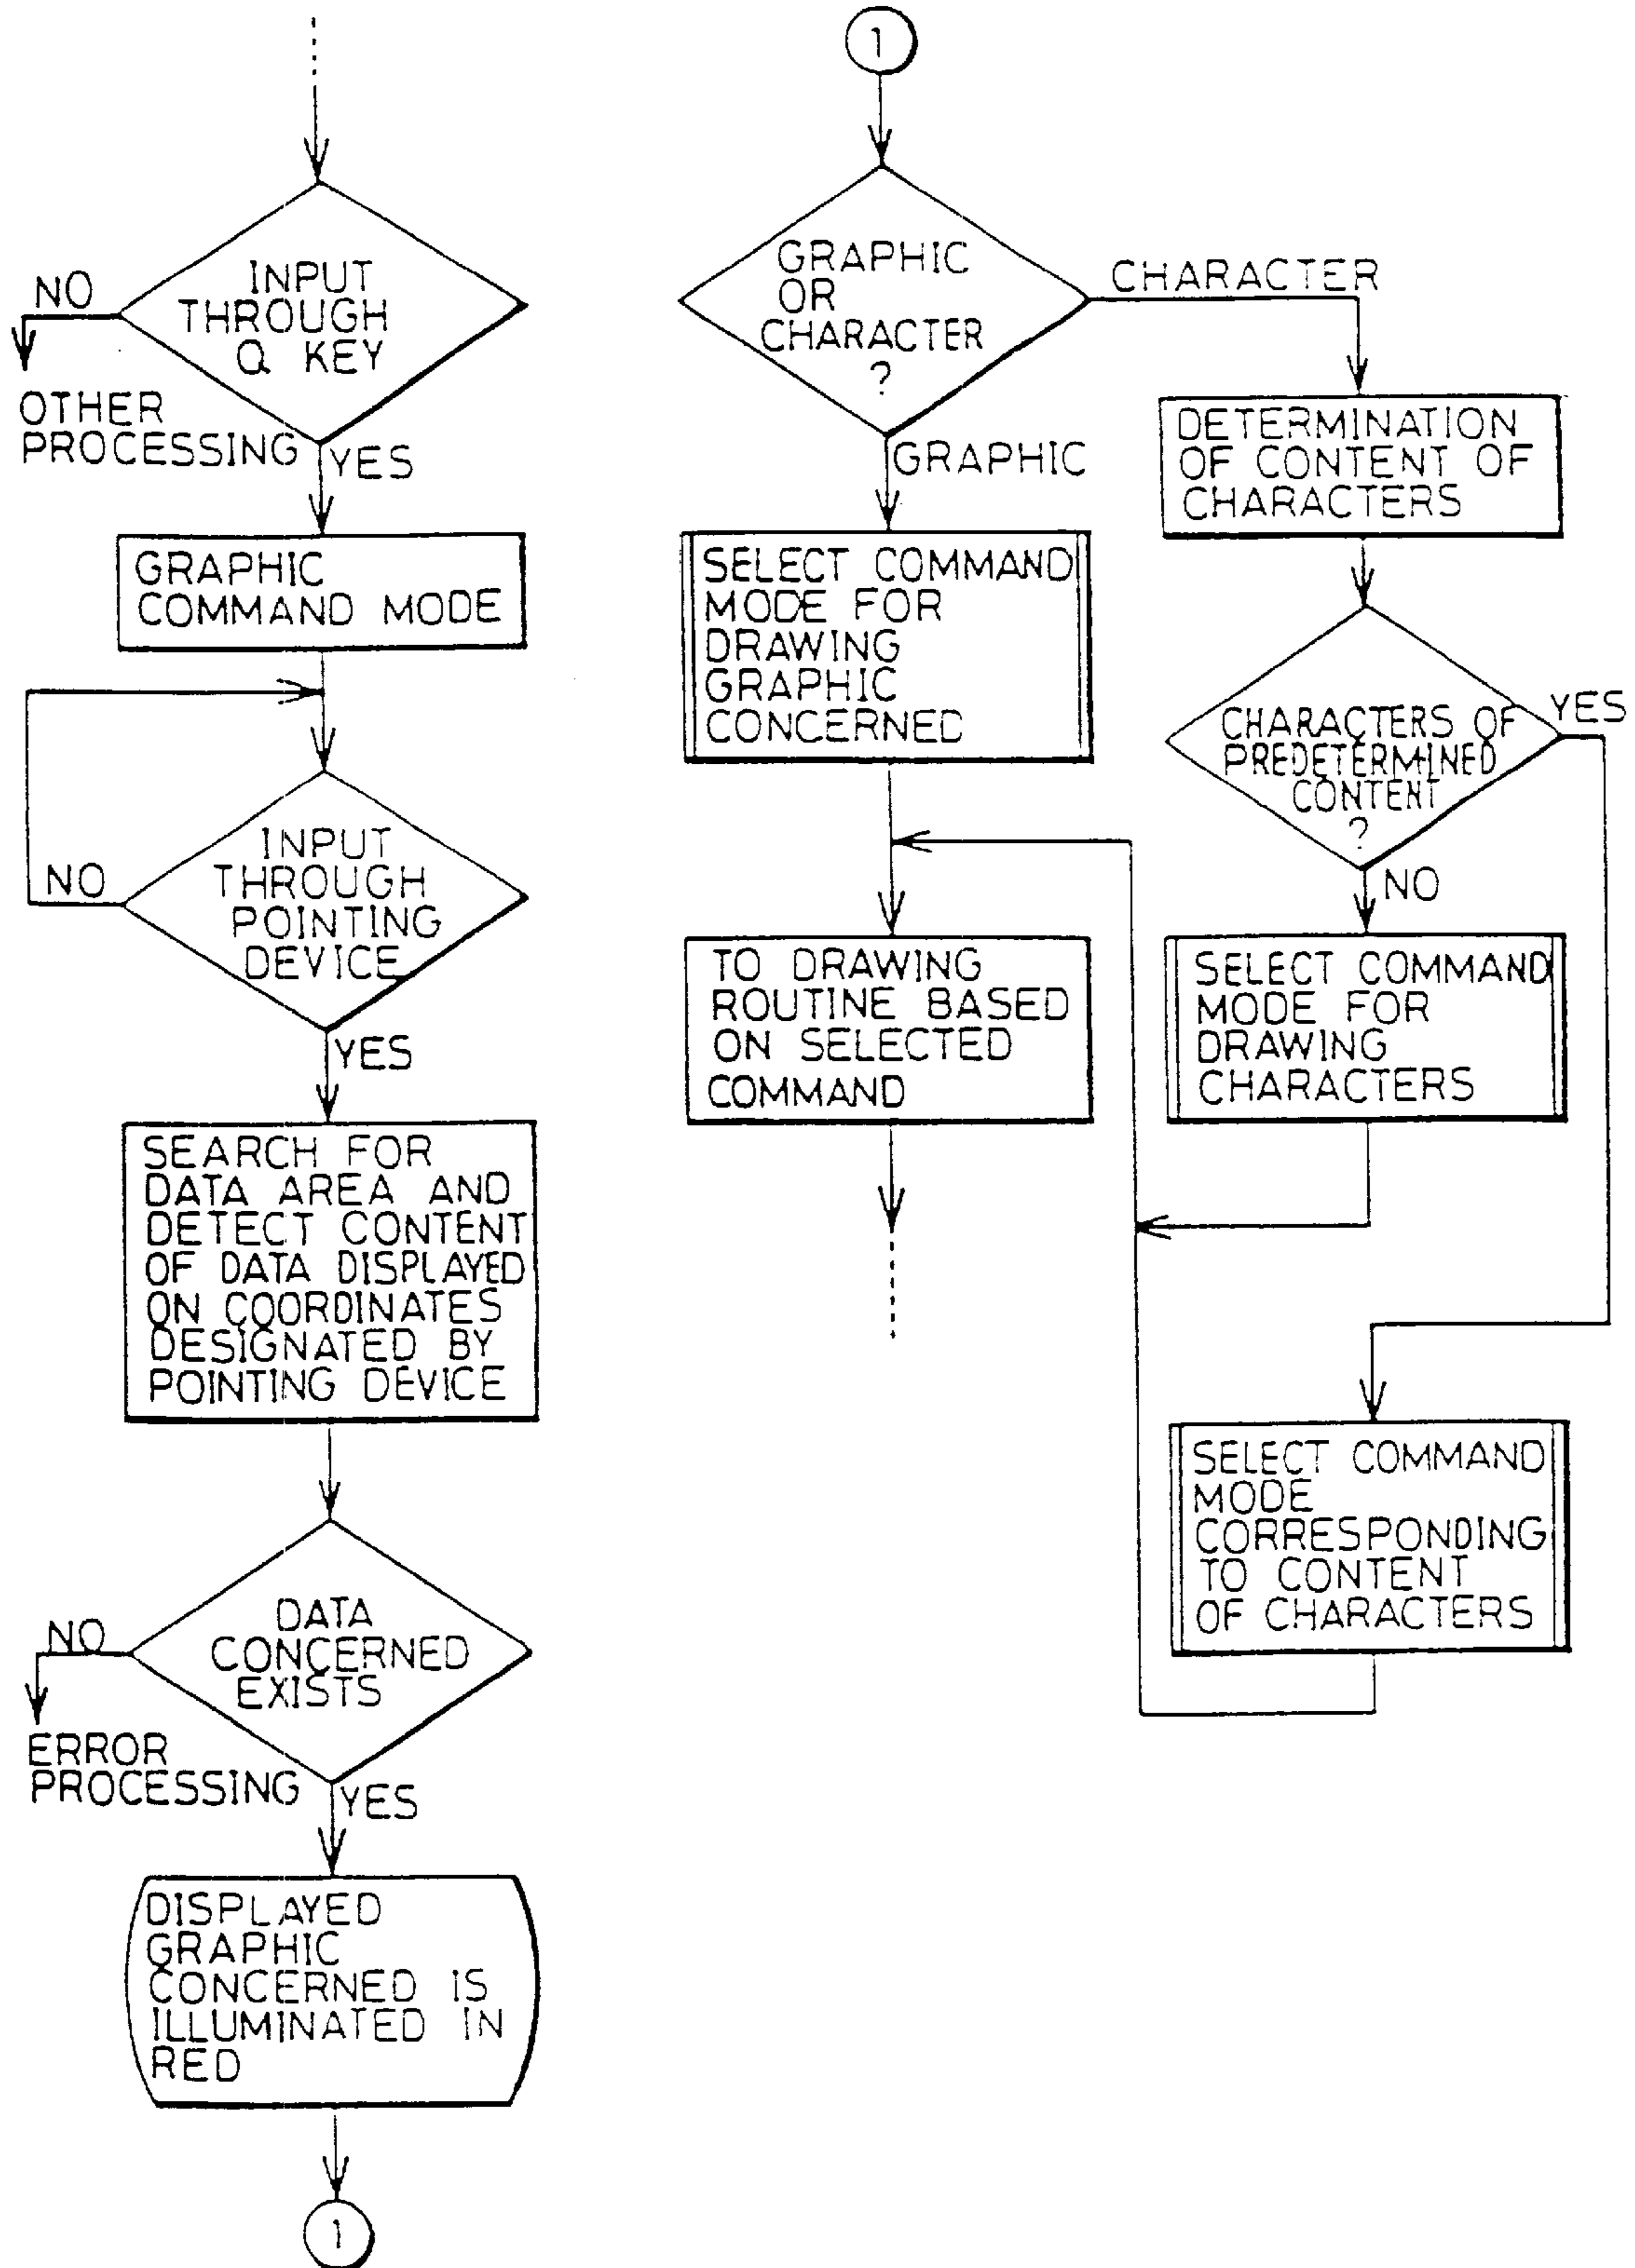 NO
INPUT
THROUGH
Q KEY
OTHER
PROCESSING
YES
GRAPHIC
COMMAND MODE
NO
INPUT
THROUGH
POINTING
DEVICE
YES
SEARCH FOR
DATA AREA AND
DETECT CONTENT
OF DATA DISPLAYED
ON COORDINATES
DESIGNATED BY
POINTING DEVICE
NO
DATA
CONCERNED
EXISTS
ERROR
PROCESSING
YES
DISPLAYED
GRAPHIC
CONCERNED IS
ILLUMINATED IN
RED
1
1
GRAPHIC
OR
CHARACTER
?
CHARACTER
GRAPHIC
SELECT COMMAND
MODE FOR
DRAWING
GRAPHIC
CONCERNED
TO DRAWING
ROUTINE BASED
ON SELECTED
COMMAND
DETERMINATION
OF CONTENT OF
CHARACTERS
CHARACTERS OF
PREDETERMINED
CONTENT
?
YES
NO
SELECT COMMAND
MODE FOR
DRAWING
CHARACTERS
SELECT COMMAND
MODE
CORRESPONDING
TO CONTENT
OF CHARACTERS